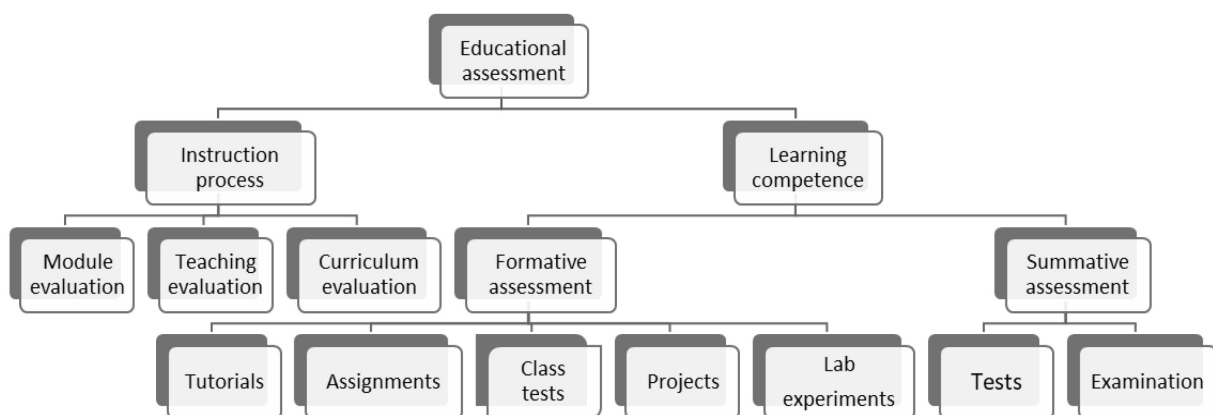 Educational
assessment
Instruction
process
Learning
competence
Module
evaluation
Teaching
evaluation
Curriculum
evaluation
Formative
assessment
Summative
assessment
Tutorials
Assignments
Class
tests
Projects
Lab
experiments
Tests
Examination